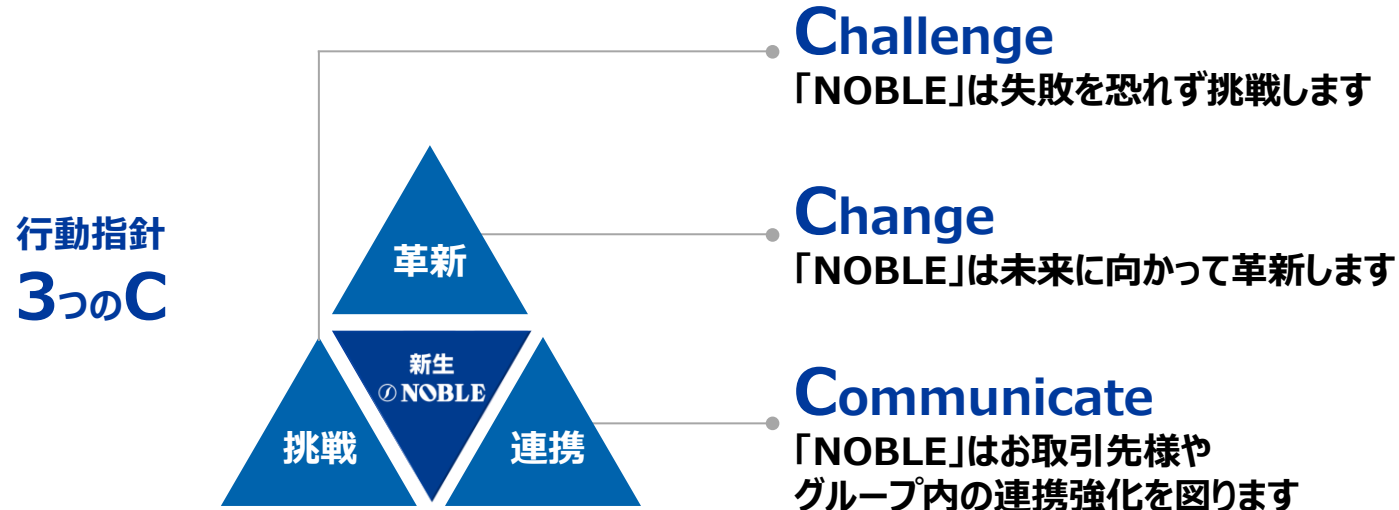 行動指針
3つのC
革新
新生
NOBLE
挑戦
連携
Challenge
「NOBLE」は失敗を恐れず挑戦します
Change
「NOBLE」は未来に向かって革新します
Communicate
「NOBLE」はお取引先様や
グループ内の連携強化を図ります